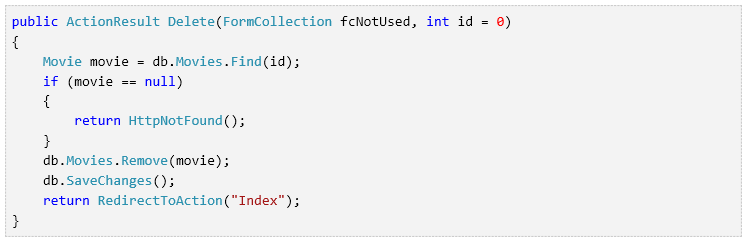 public ActionResult Delete(FormCollection fcNotUsed, int id = 0)
{
    Movie movie = db.Movies.Find(id);
    if (movie == null)
    {
        return HttpNotFound();
    }
    db.Movies.Remove(movie);
    db.SaveChanges();
    return RedirectToAction("Index");
}